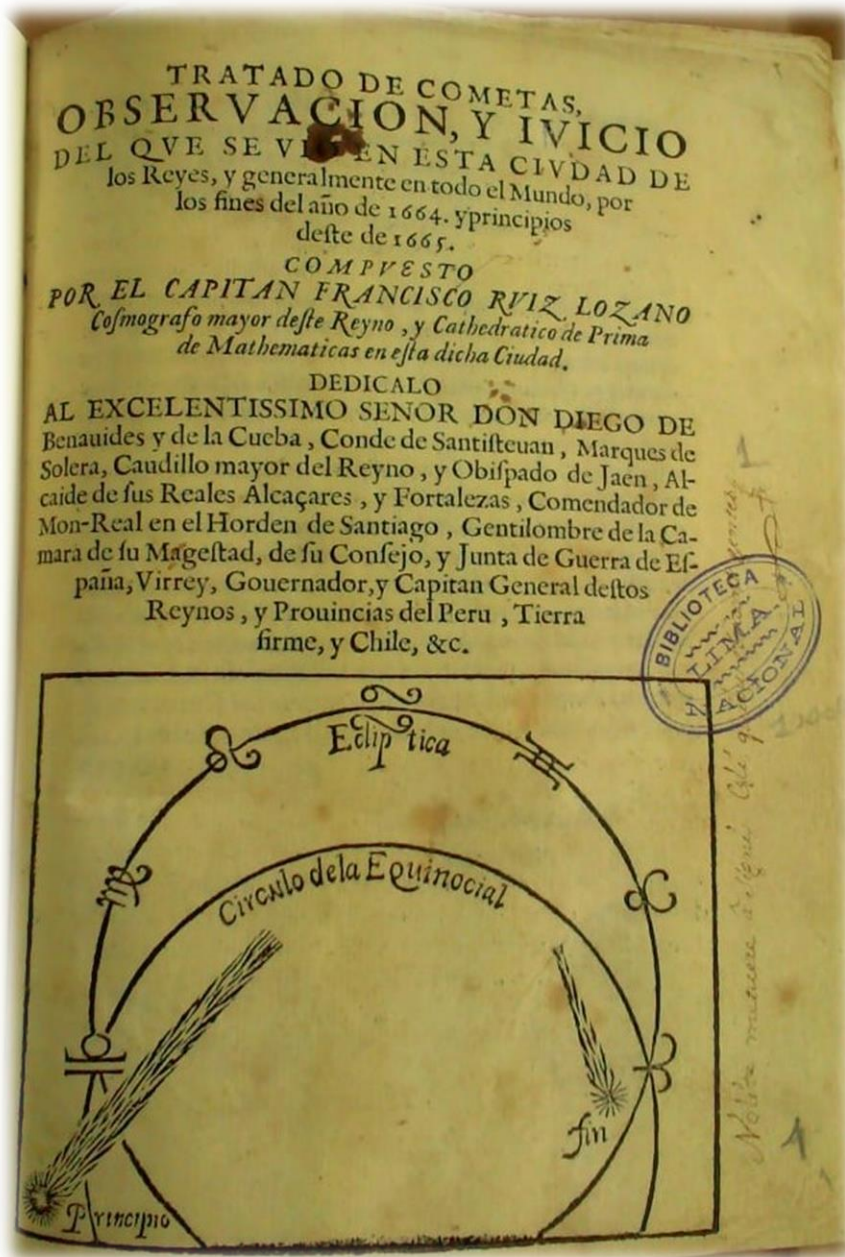 TRATADO DE COMETAS,
OBSERVACION, Y IVICIO
DEL QVE SE EN ESTA CIVDAD DE
los Reyes, y generalmente en todo el Mundo, por
los fines del año de 1664. y principios
deſte de 1665.
COMPVESTO
POR EL CAPITAN FRANCISCO RVIZ LOZANO
Coſmografo mayor deſte Reyno, y Cathedratico de Prima
de Mathematicas en eſta dicha Ciudad.
DEDICALO
AL EXCELENTISSIMO SENOR DON DIEGO DE
Benauides y de la Cueba, Conde de Santiſteuan, Marques de
Solera, Caudillo mayor del Reyno, y Obiſpado de Jaen, Al-
caide de ſus Reales Alcaçares, y Fortalezas, Comendador de
Mon-Real en el Horden de Santiago, Gentilombre de la Ca-
mara de ſu Mageſtad, de ſu Conſejo, y Junta de Guerra de Eſ-
paña, Virrey, Gouernador, y Capitan General deſtos
Reynos, y Prouincias del Peru, Tierra
firme, y Chile, &c.
BIBLIOTECA
LIMA
NACIONAL
Ecliptica
Circulo dela Equinocial
fin
Principio
1